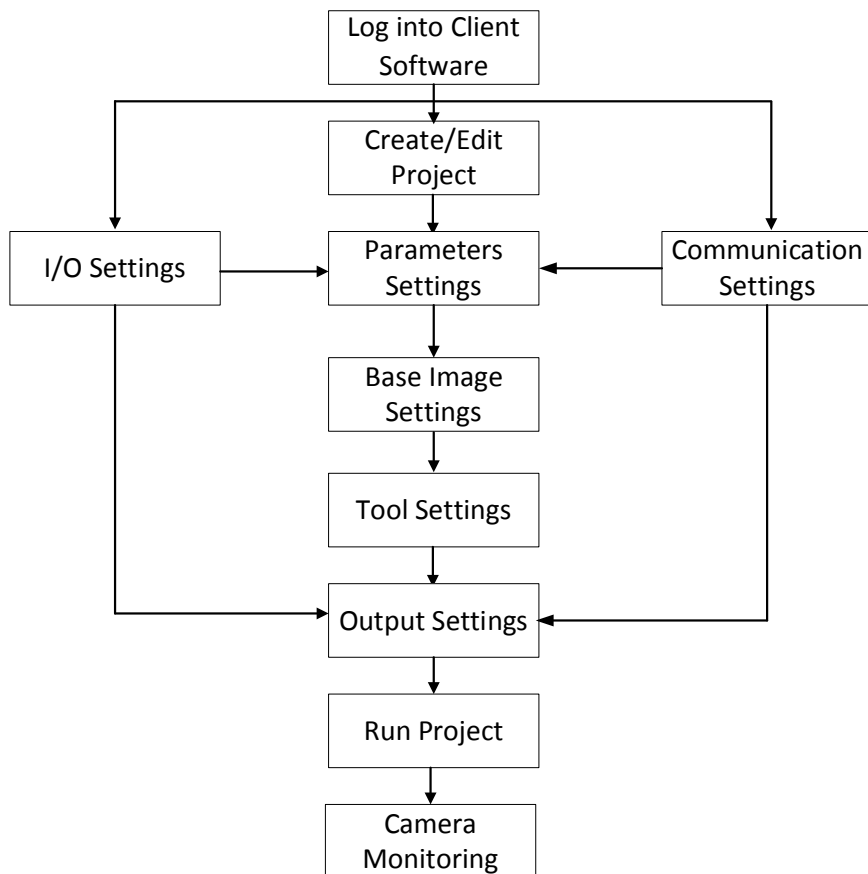 Log into Client
Software
Create/Edit
Project
I/O Settings
Parameters
Settings
Communication
Settings
Base Image
Settings
Tool Settings
Output Settings
Run Project
Camera
Monitoring